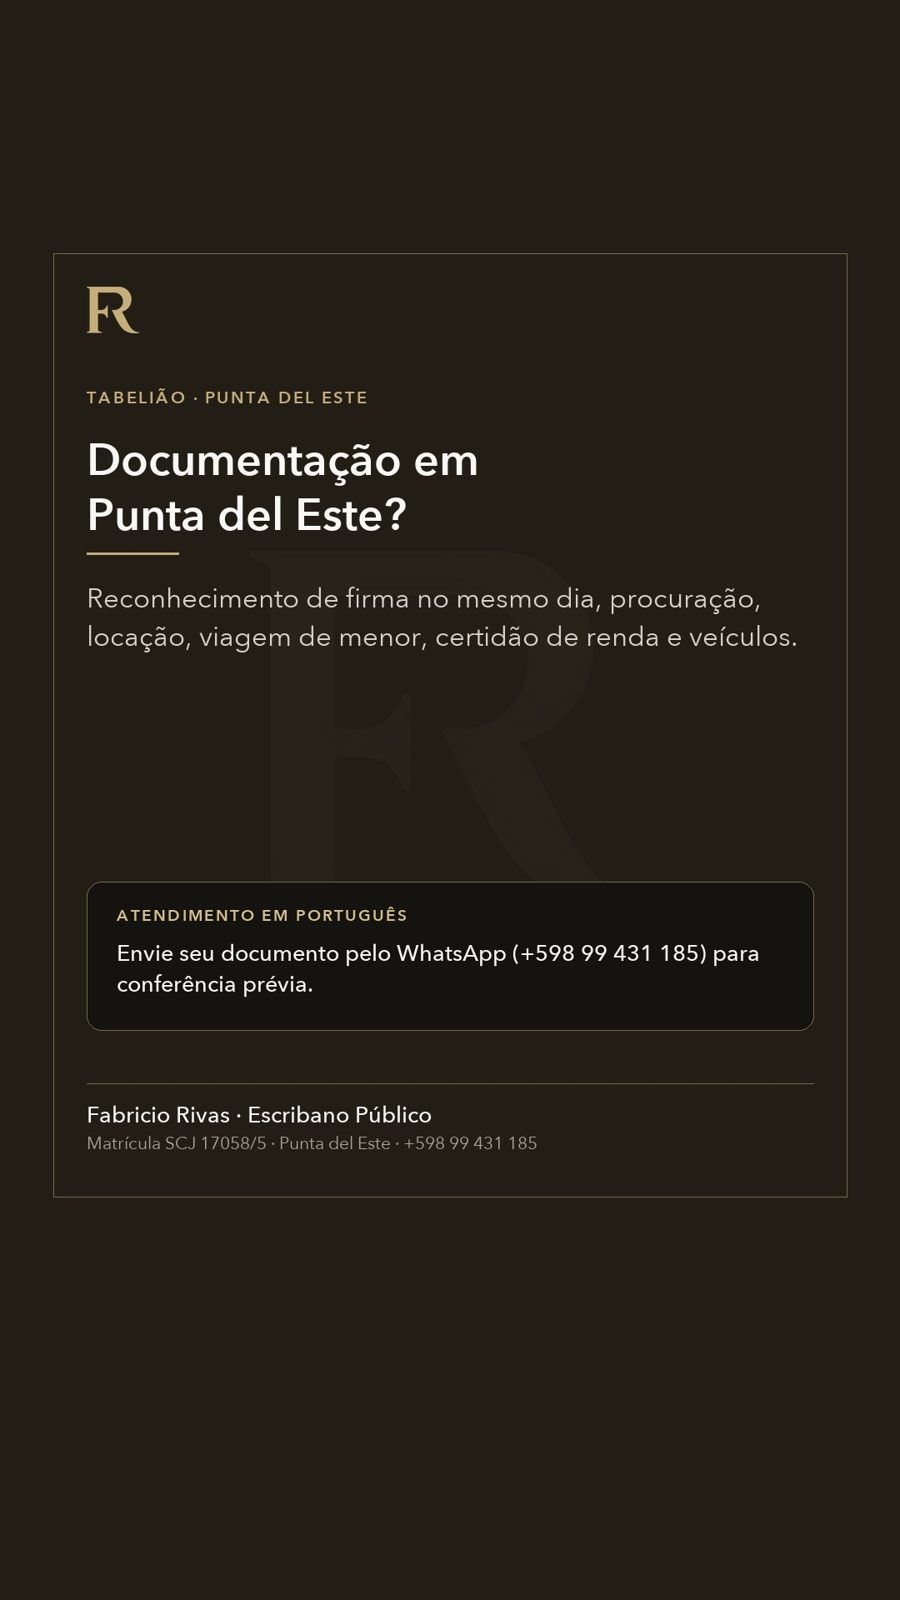 FR
TABELIÃO · PUNTA DEL ESTE
Documentação em
Punta del Este?
Reconhecimento de firma no mesmo dia, procuração,
locação, viagem de menor, certidão de renda e veículos.
ATENDIMENTO EM PORTUGUÊS
Envie seu documento pelo WhatsApp (+598 99 431 185) para
conferência prévia.
Fabricio Rivas · Escribano Público
Matrícula SCJ 17058/5 · Punta del Este · +598 99 431 185